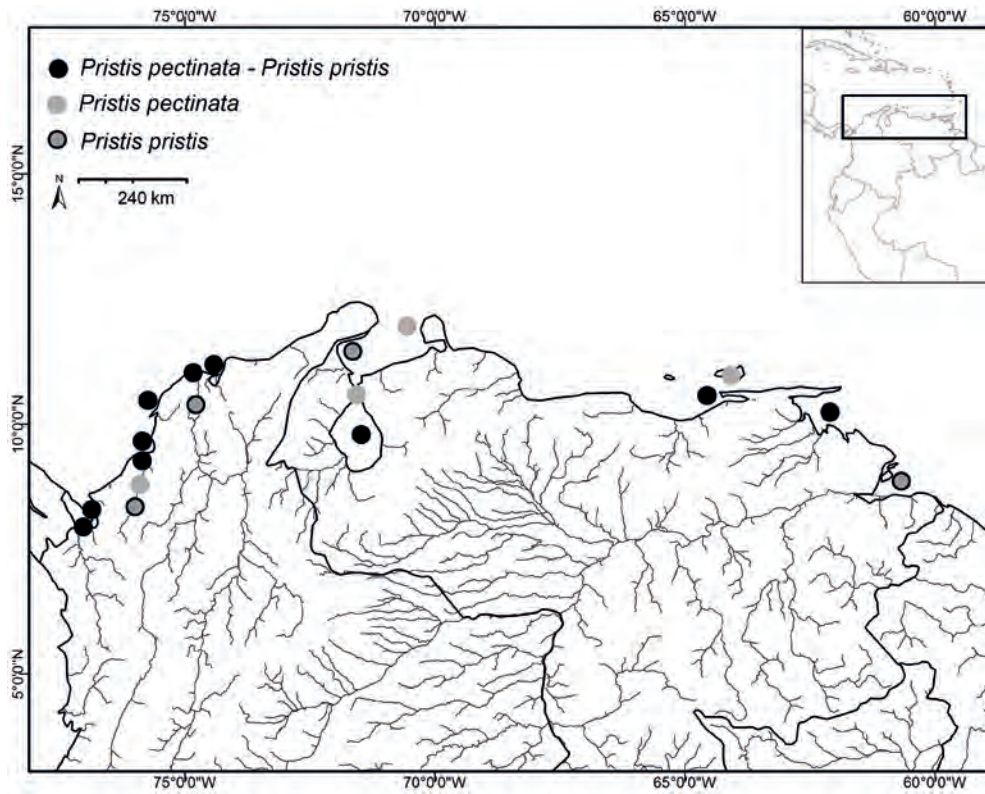 75°0'0"W 70°0'0"W 65°0'0"W 60°0'0"W
Pristis pectinata - Pristis pristis
Pristis pectinata
Pristis pristis
N
240 km
15°0'0"N
10°0'0"N
5°0'0"N
75°0'0"W 70°0'0"W 65°0'0"W 60°0'0"W